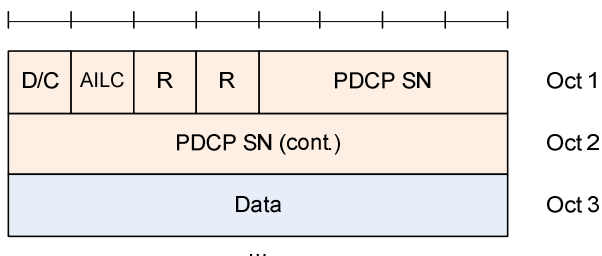 D/C AILC R R PDCP SN Oct 1
PDCP SN (cont.) Oct 2
Data Oct 3
...